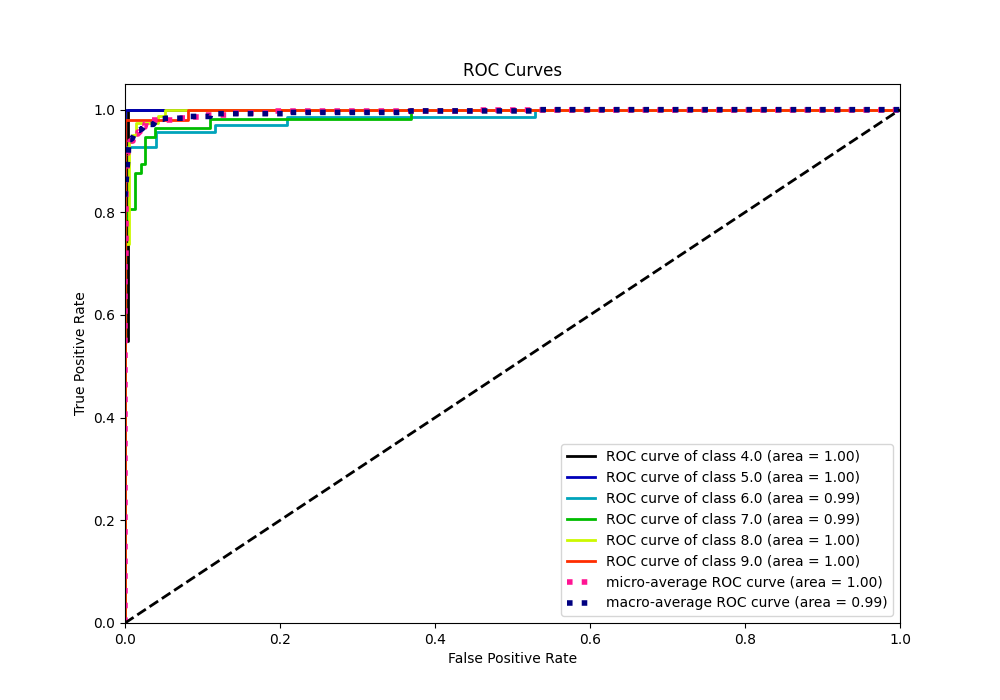 ROC Curves
True Positive Rate
1.0
0.8
0.6
0.4
0.2
0.0
0.0 0.2 0.4 0.6 0.8 1.0
False Positive Rate
ROC curve of class 4.0 (area = 1.00)
ROC curve of class 5.0 (area = 1.00)
ROC curve of class 6.0 (area = 0.99)
ROC curve of class 7.0 (area = 0.99)
ROC curve of class 8.0 (area = 1.00)
ROC curve of class 9.0 (area = 1.00)
micro-average ROC curve (area = 1.00)
macro-average ROC curve (area = 0.99)